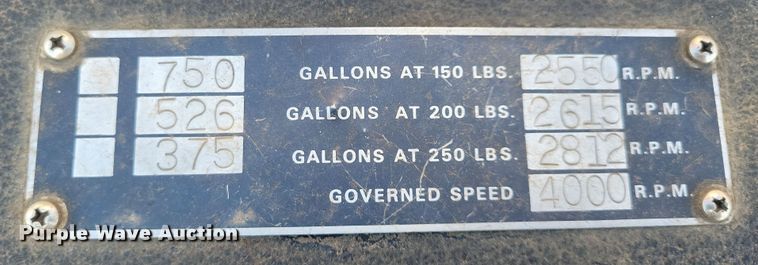 750 GALLONS AT 150 LBS. 2550 R.P.M.
526 GALLONS AT 200 LBS. 2615 R.P.M.
375 GALLONS AT 250 LBS. 2812 R.P.M.
GOVERNED SPEED 4000 R.P.M.
Purple Wave Auction